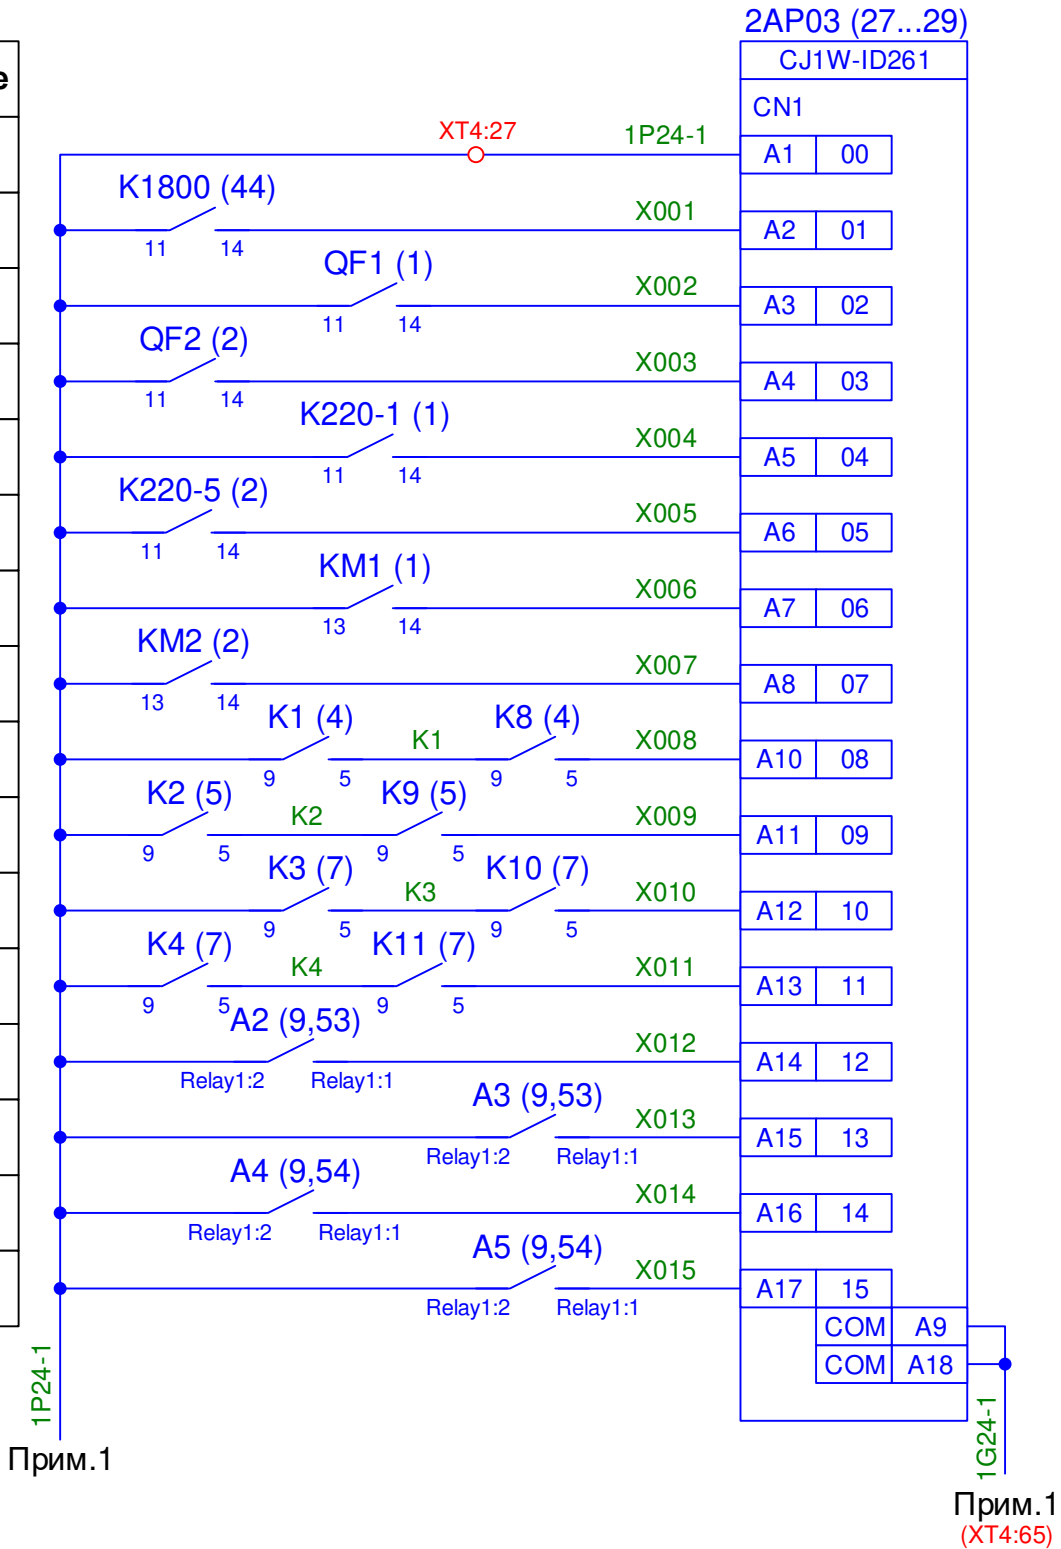 2AP03 (27...29)
CJ1W-ID261
e
CN1
XT4:27 1P24-1
A1 00
K1800 (44)
X001
11 14
A2 01
QF1 (1)
X002
11 14
A3 02
QF2 (2)
X003
11 14
A4 03
K220-1 (1)
X004
11 14
A5 04
K220-5 (2)
X005
11 14
A6 05
KM1 (1)
X006
13 14
A7 06
KM2 (2)
X007
13 14
A8 07
K1 (4) K1 K8 (4) X008
9 5 9 5
A10 08
K2 (5) K2 K9 (5) X009
9 5 9 5
A11 09
K3 (7) K3 K10 (7) X010
9 5 9 5
A12 10
K4 (7) K4 K11 (7) X011
9 5 9 5
A13 11
A2 (9,53)
X012
Relay1:2 Relay1:1
A14 12
A3 (9,53)
X013
Relay1:2 Relay1:1
A15 13
A4 (9,54)
X014
Relay1:2 Relay1:1
A16 14
A5 (9,54)
X015
Relay1:2 Relay1:1
A17 15
COM A9
COM A18
1P24-1
1G24-1
Прим.1
Прим.1
(XT4:65)